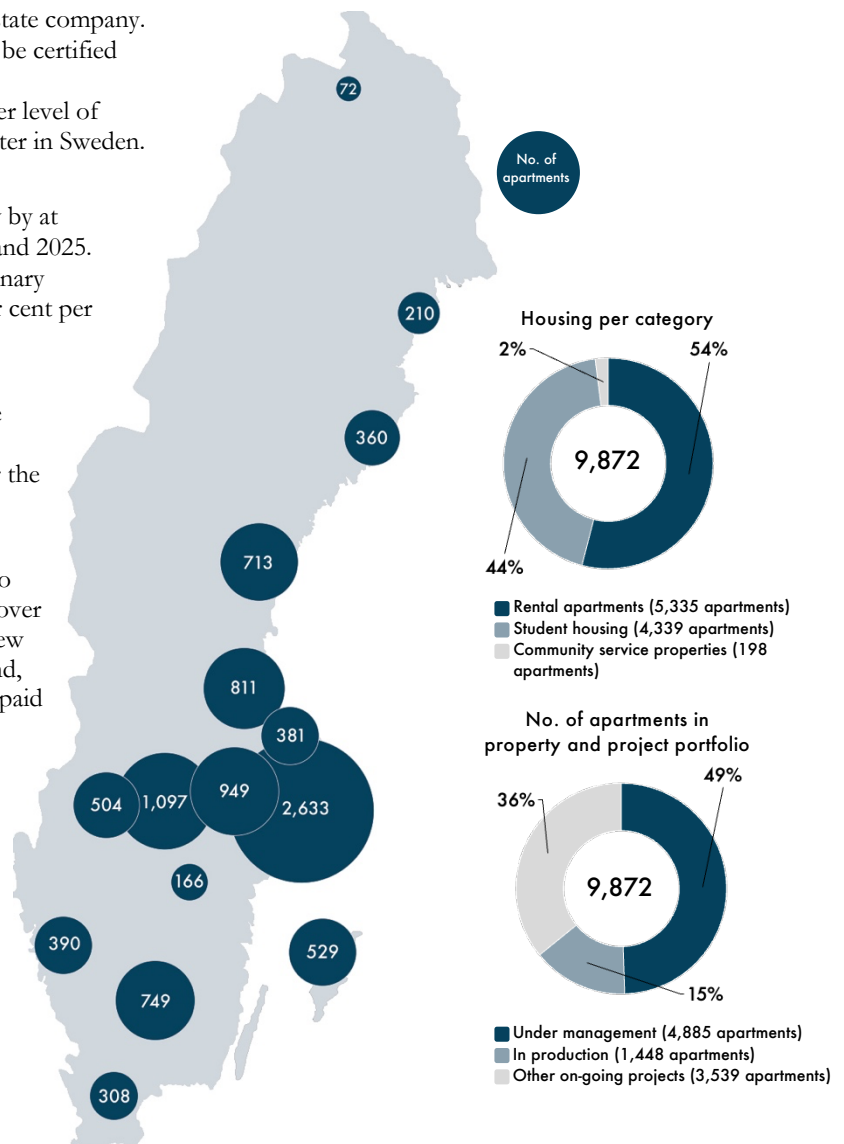 tate company.
be certified
er level of
ter in Sweden.
by at
and 2025.
nary
r cent per
the
o
over
ew
nd,
paid
72
No. of
apartments
210
360
713
811
381
504
1,097
949
2,633
166
390
529
749
308
Housing per category
2%
54%
9,872
44%
Rental apartments (5,335 apartments)
Student housing (4,339 apartments)
Community service properties (198
apartments)
No. of apartments in
property and project portfolio
49%
36%
9,872
15%
Under management (4,885 apartments)
In production (1,448 apartments)
Other on-going projects (3,539 apartments)